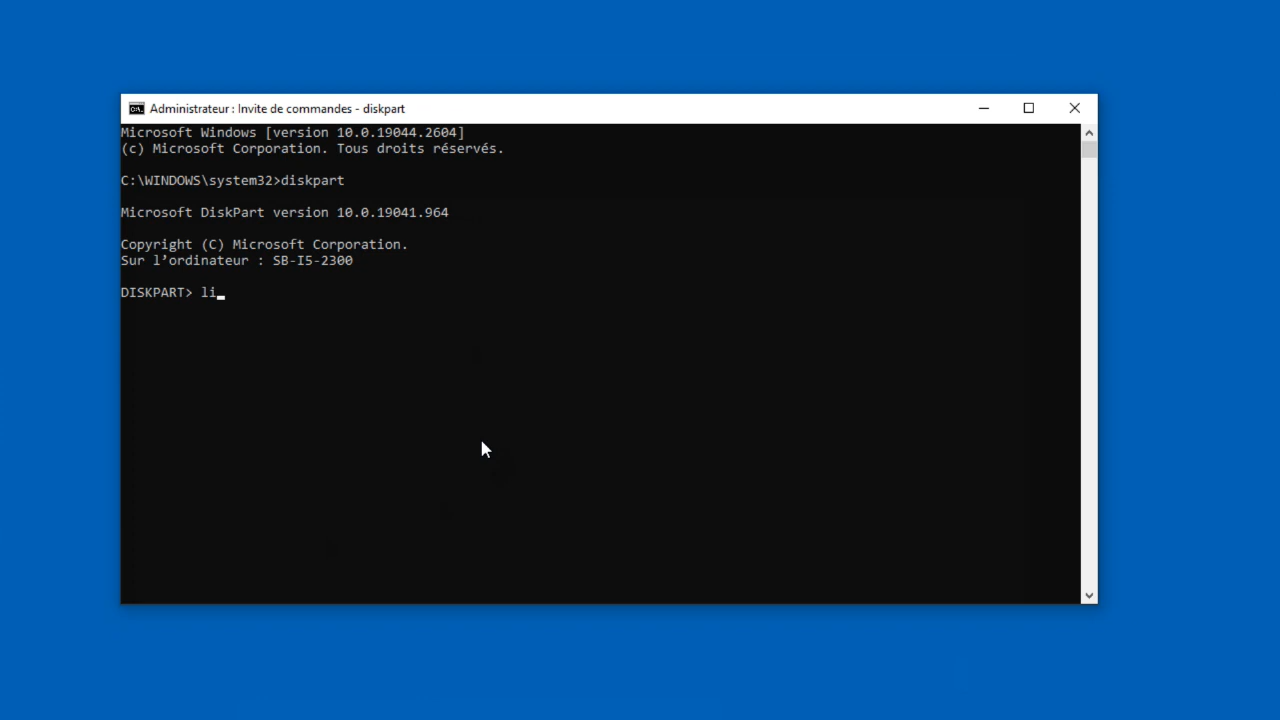 Administrateur : Invite de commandes - diskpart
Microsoft Windows [version 10.0.19044.2604]
(c) Microsoft Corporation. Tous droits réservés.
C:\WINDOWS\system32>diskpart
Microsoft DiskPart version 10.0.19041.964
Copyright (C) Microsoft Corporation.
Sur l’ordinateur : SB-I5-2300
DISKPART> li